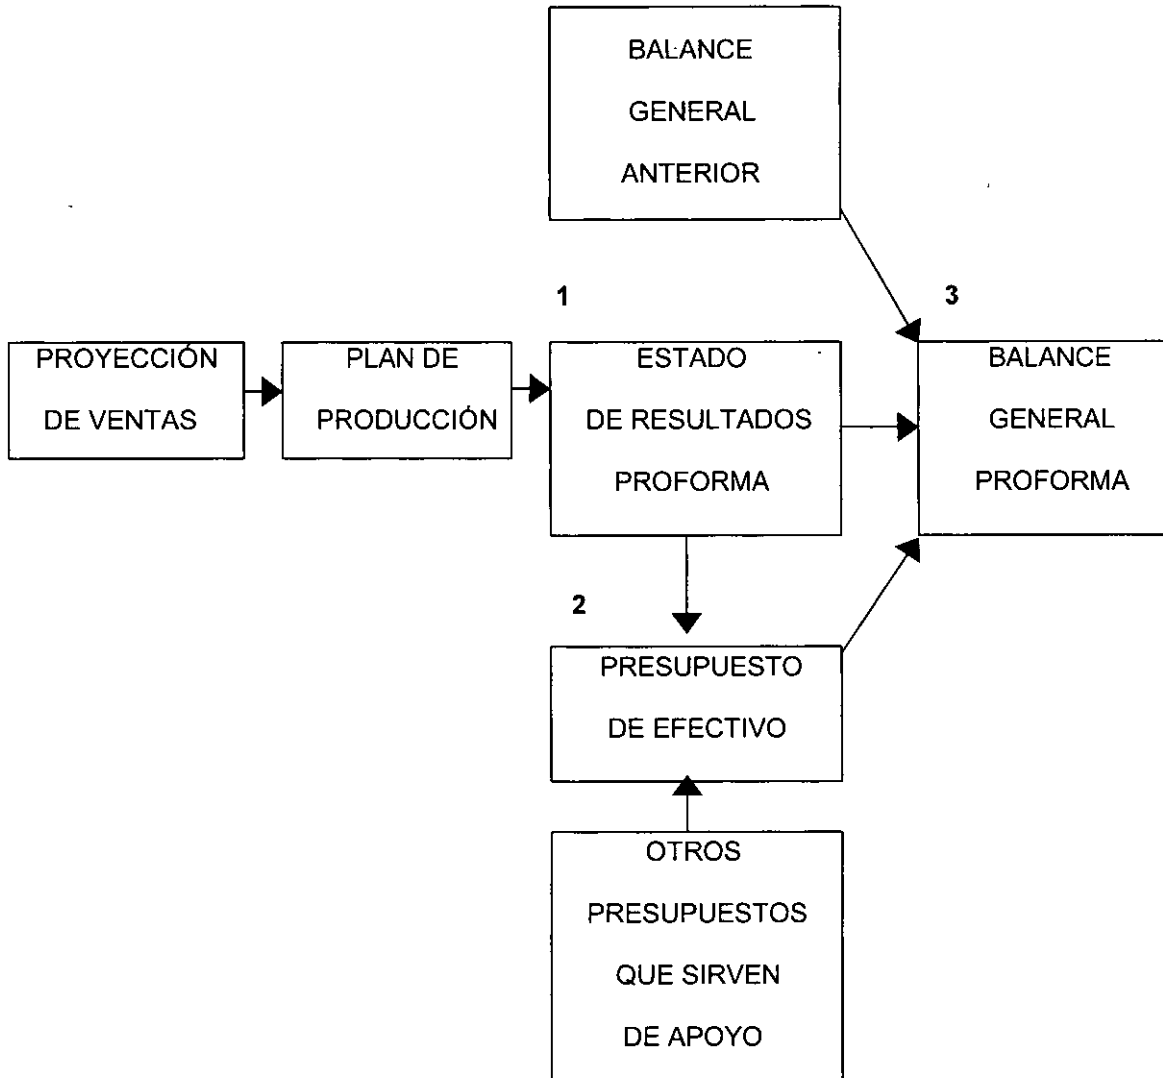 BALANCE
GENERAL
ANTERIOR
1
3
PROYECCIÓN
DE VENTAS
PLAN DE
PRODUCCIÓN
ESTADO
DE RESULTADOS
PROFORMA
BALANCE
GENERAL
PROFORMA
2
PRESUPUESTO
DE EFECTIVO
OTROS
PRESUPUESTOS
QUE SIRVEN
DE APOYO